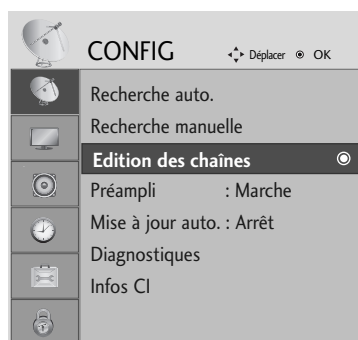 CONFIG Déplacer OK
Recherche auto.
Recherche manuelle
Edition des chaînes
Préampli : Marche
Mise à jour auto. : Arrêt
Diagnostiques
Infos CI